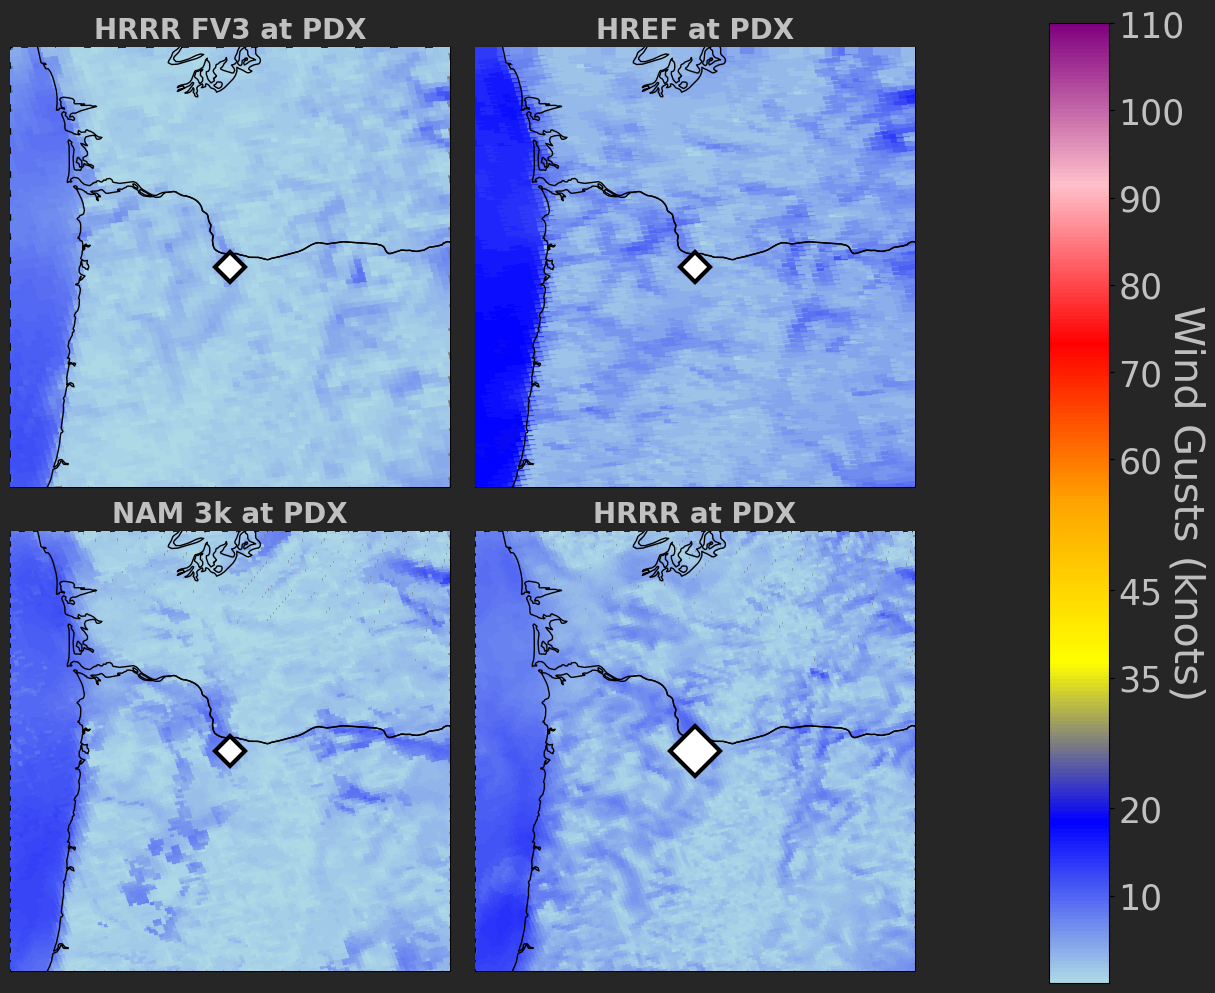 HRRR FV3 at PDX
HREF at PDX
NAM 3k at PDX
HRRR at PDX
110
100
90
80
70
60
45
35
20
10
Wind Gusts (knots)